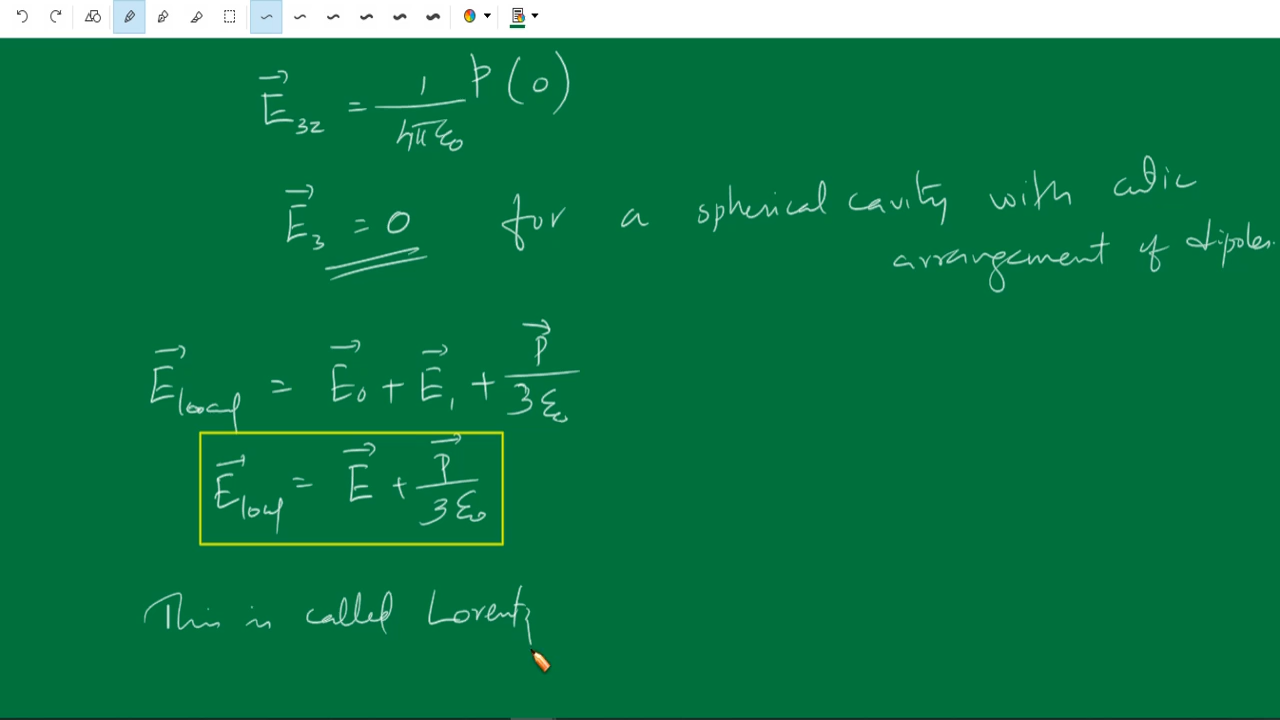 E⃗₃z = 1/4πε₀ p (0)
E⃗₃ = 0 for a spherical cavity with cubic
arrangement of dipoles.
E⃗local = E⃗₀ + E⃗₁ + P⃗/3ε₀
E⃗local = E⃗ + P⃗/3ε₀
This is called Lorentz